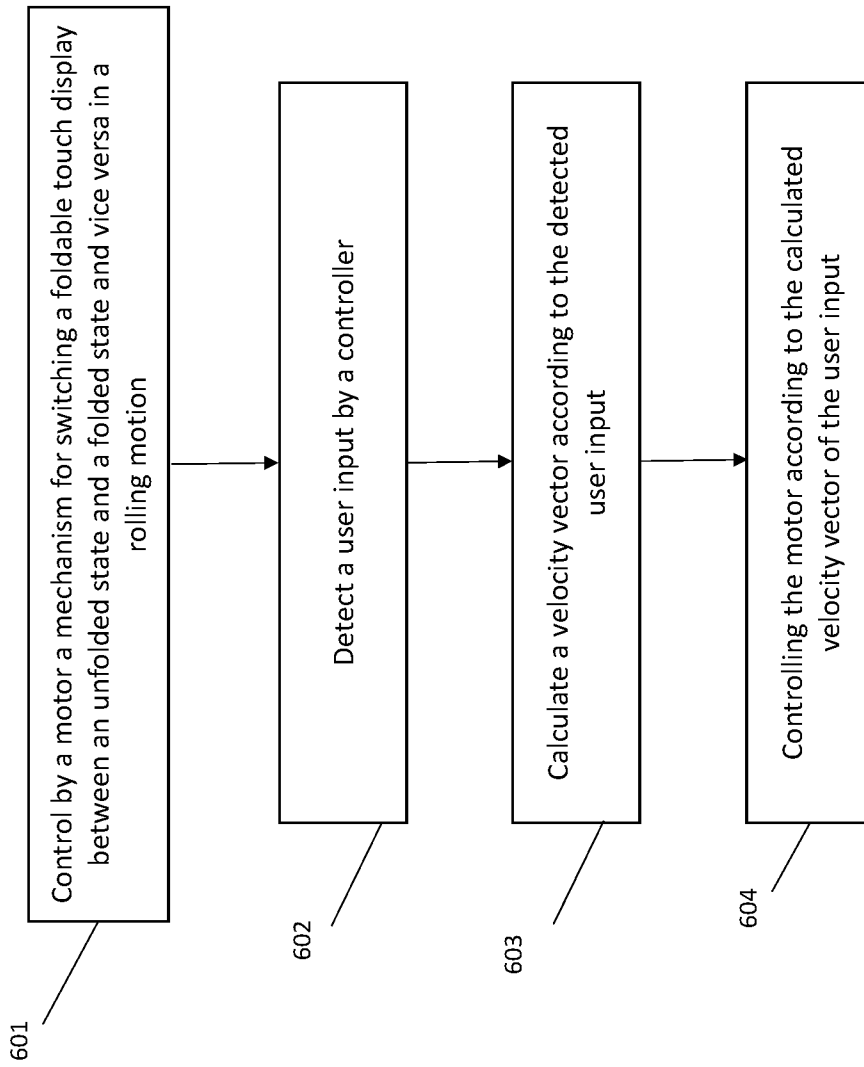 601
Control by a motor a mechanism for switching a foldable touch display
between an unfolded state and a folded state and vice versa in a
rolling motion
602
Detect a user input by a controller
603
Calculate a velocity vector according to the detected
user input
604
Controlling the motor according to the calculated
velocity vector of the user input